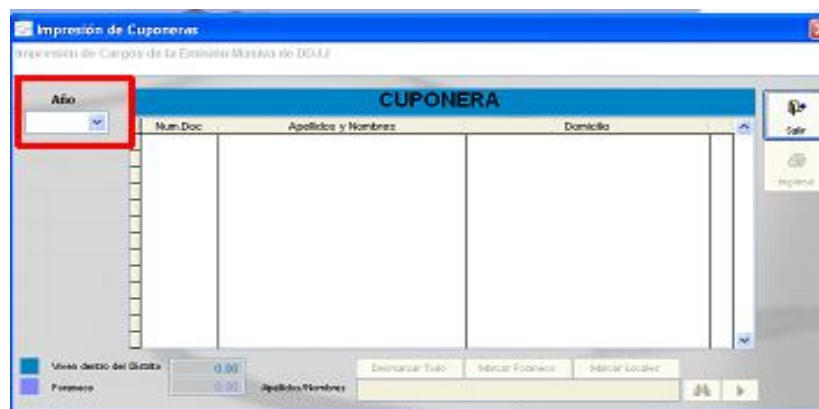 Impresión de Cuponeras
Impresión de Cargos de la Emisión Masiva de DDJJ
Año
CUPONERA
Num.Doc Apellidos y Nombres Domicilio
Salir
Imprimir
Viven dentro del Distrito 0.00 Desmarcar Todo Marcar Foraneos Marcar Locales
Foraneos 0.00 Apellidos/Nombres